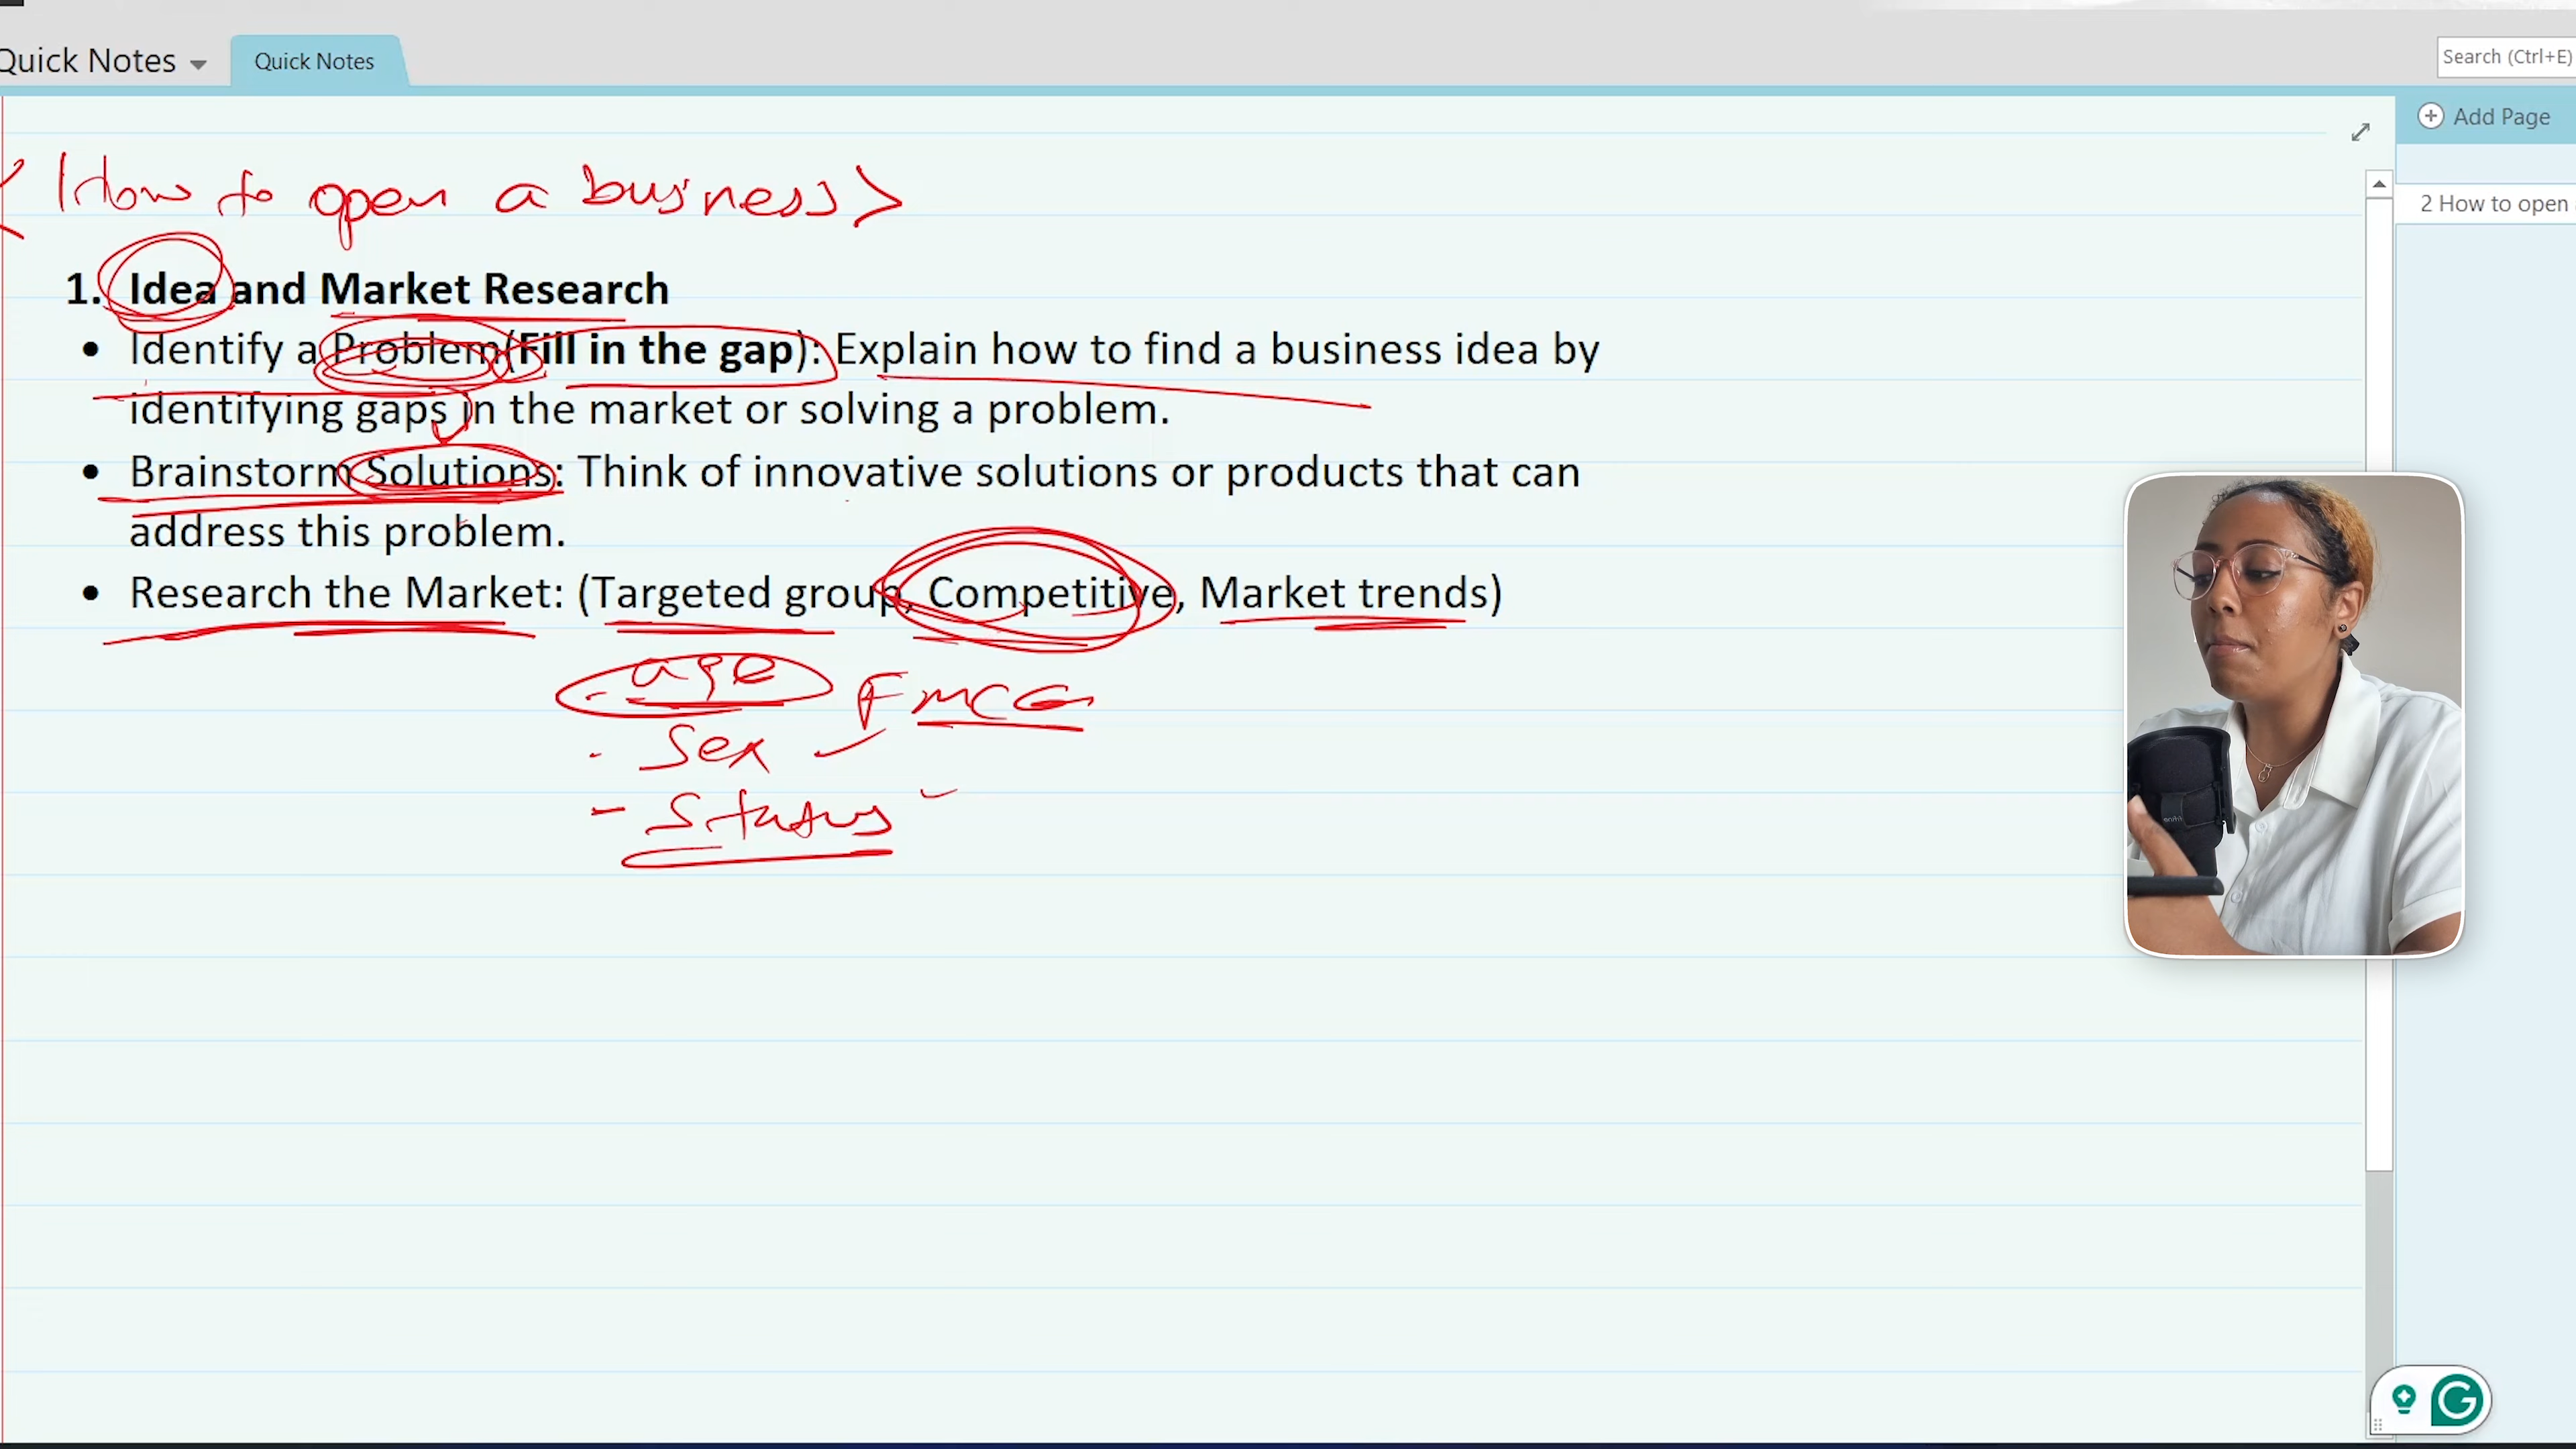 Quick Notes
Quick Notes
Search (Ctrl+E)
Add Page
2 How to open
< How to open a business >
1. Idea and Market Research
• Identify a Problem(Fill in the gap): Explain how to find a business idea by
identifying gaps in the market or solving a problem.
• Brainstorm Solutions: Think of innovative solutions or products that can
address this problem.
• Research the Market: (Targeted group, Competitive, Market trends)
- age
FMCG
- Sex
- Status